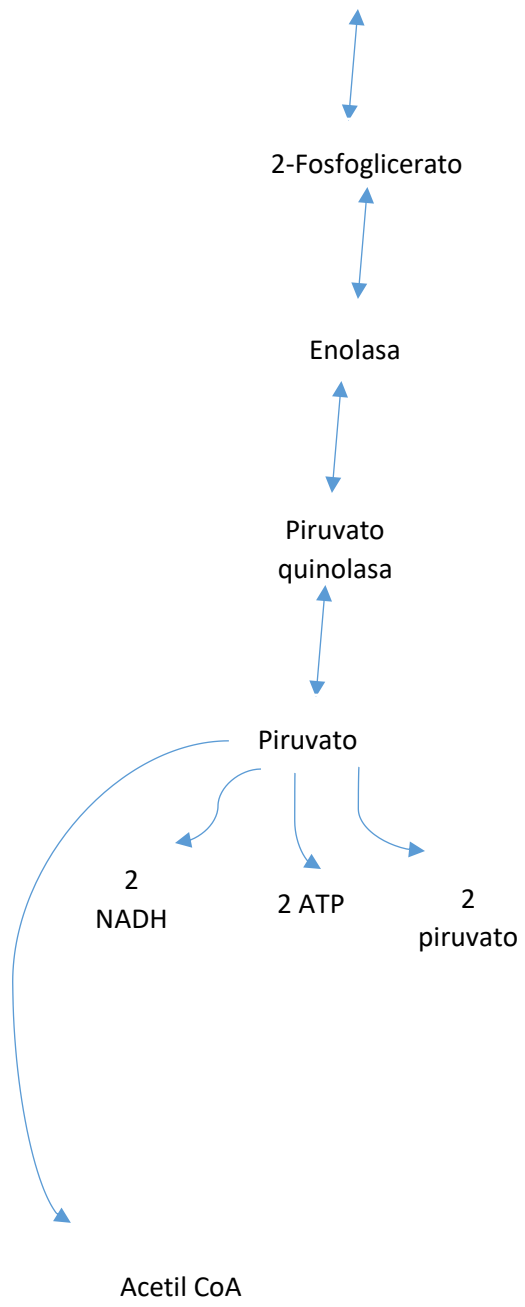 2-Fosfoglicerato
Enolasa
Piruvato
quinolasa
Piruvato
2
NADH
2 ATP
2
piruvato
Acetil CoA